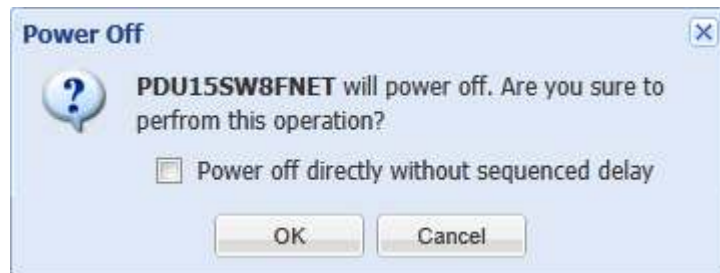 Power Off
PDU15SW8FNET will power off. Are you sure to
perfrom this operation?
Power off directly without sequenced delay
OK Cancel